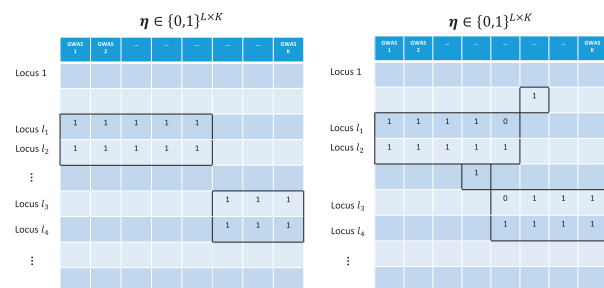 η ∈ {0,1}^{L×K}
GWAS 1 GWAS 2 ... ... ... ... ... GWAS K
Locus 1
Locus l₁ 1 1 1 1 1
Locus l₂ 1 1 1 1 1
⋮
Locus l₃ 1 1 1
Locus l₄ 1 1 1
⋮
η ∈ {0,1}^{L×K}
GWAS 1 GWAS 2 ... ... ... ... ... GWAS K
Locus 1
1
Locus l₁ 1 1 1 1 0
Locus l₂ 1 1 1 1 1
1
Locus l₃ 0 1 1 1
Locus l₄ 1 1 1 1
⋮